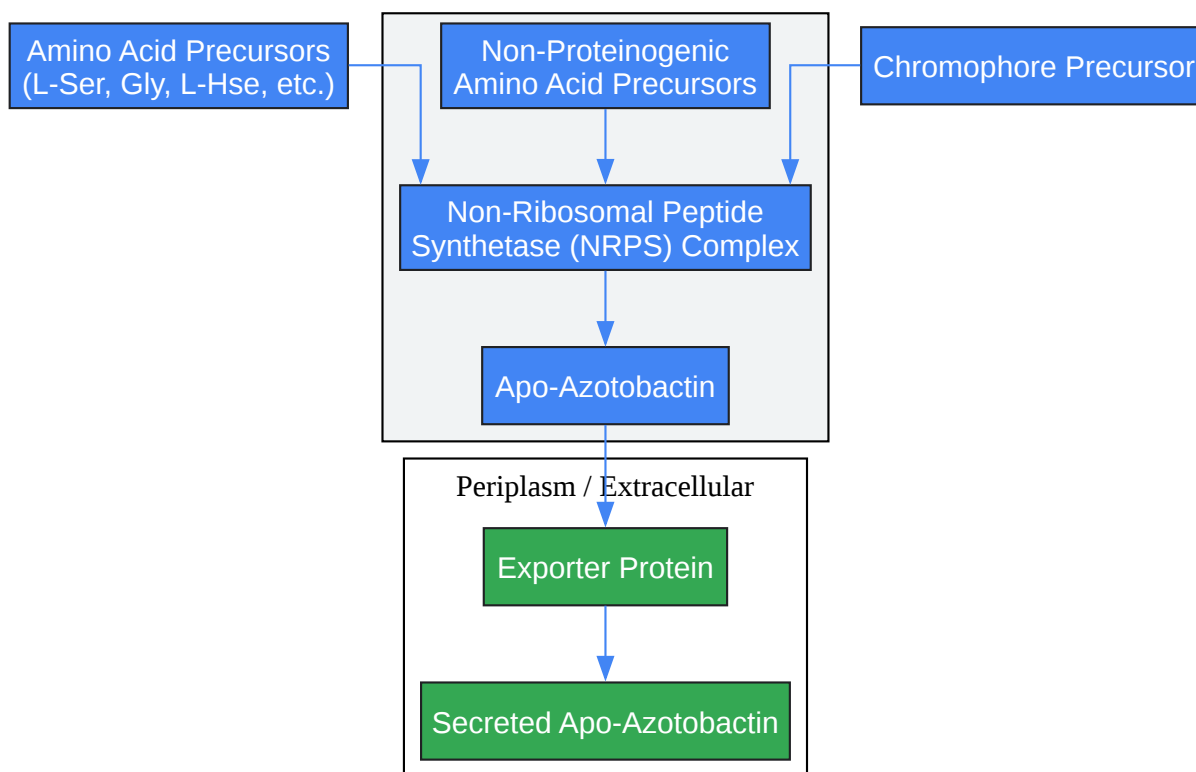 Amino Acid Precursors
(L-Ser, Gly, L-Hse, etc.)
Non-Proteinogenic
Amino Acid Precursors
Chromophore Precursor
Non-Ribosomal Peptide
Synthetase (NRPS) Complex
Apo-Azotobactin
Periplasm / Extracellular
Exporter Protein
Secreted Apo-Azotobactin